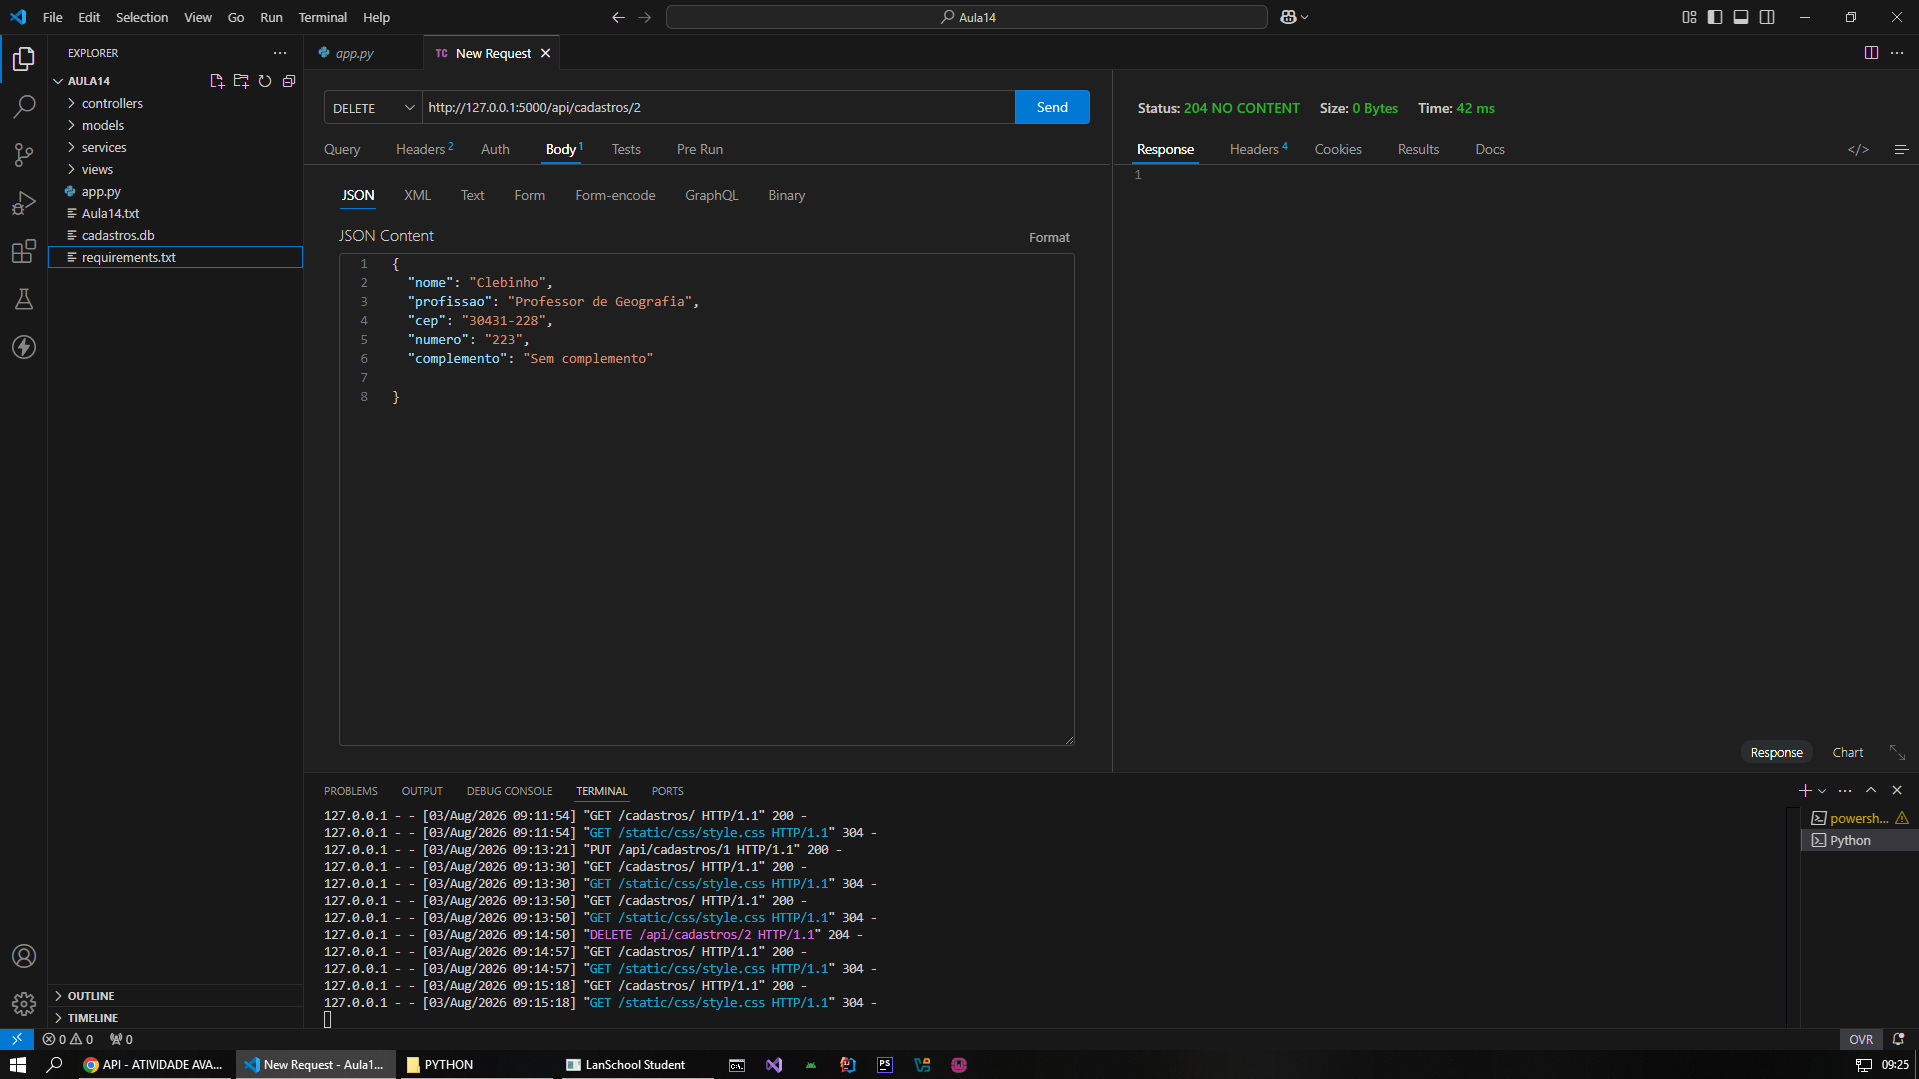 File Edit Selection View Go Run Terminal Help
Aula14
EXPLORER
AULA14
controllers
models
services
views
app.py
Aula14.txt
cadastros.db
requirements.txt
OUTLINE
TIMELINE
app.py
TC New Request
DELETE http://127.0.0.1:5000/api/cadastros/2 Send
Query Headers 2 Auth Body 1 Tests Pre Run
JSON XML Text Form Form-encode GraphQL Binary
JSON Content Format
1 {
2 "nome": "Clebinho",
3 "profissao": "Professor de Geografia",
4 "cep": "30431-228",
5 "numero": "223",
6 "complemento": "Sem complemento"
7
8 }
Status: 204 NO CONTENT Size: 0 Bytes Time: 42 ms
Response Headers 4 Cookies Results Docs </>
1
Response Chart
PROBLEMS OUTPUT DEBUG CONSOLE TERMINAL PORTS
127.0.0.1 - - [03/Aug/2026 09:11:54] "GET /cadastros/ HTTP/1.1" 200 -
127.0.0.1 - - [03/Aug/2026 09:11:54] "GET /static/css/style.css HTTP/1.1" 304 -
127.0.0.1 - - [03/Aug/2026 09:13:21] "PUT /api/cadastros/1 HTTP/1.1" 200 -
127.0.0.1 - - [03/Aug/2026 09:13:30] "GET /cadastros/ HTTP/1.1" 200 -
127.0.0.1 - - [03/Aug/2026 09:13:30] "GET /static/css/style.css HTTP/1.1" 304 -
127.0.0.1 - - [03/Aug/2026 09:13:50] "GET /cadastros/ HTTP/1.1" 200 -
127.0.0.1 - - [03/Aug/2026 09:13:50] "GET /static/css/style.css HTTP/1.1" 304 -
127.0.0.1 - - [03/Aug/2026 09:14:50] "DELETE /api/cadastros/2 HTTP/1.1" 204 -
127.0.0.1 - - [03/Aug/2026 09:14:57] "GET /cadastros/ HTTP/1.1" 200 -
127.0.0.1 - - [03/Aug/2026 09:14:57] "GET /static/css/style.css HTTP/1.1" 304 -
127.0.0.1 - - [03/Aug/2026 09:15:18] "GET /cadastros/ HTTP/1.1" 200 -
127.0.0.1 - - [03/Aug/2026 09:15:18] "GET /static/css/style.css HTTP/1.1" 304 -
powersh...
Python
0 0 0 OVR
API - ATIVIDADE AVA... New Request - Aula1... PYTHON LanSchool Student PS 09:25